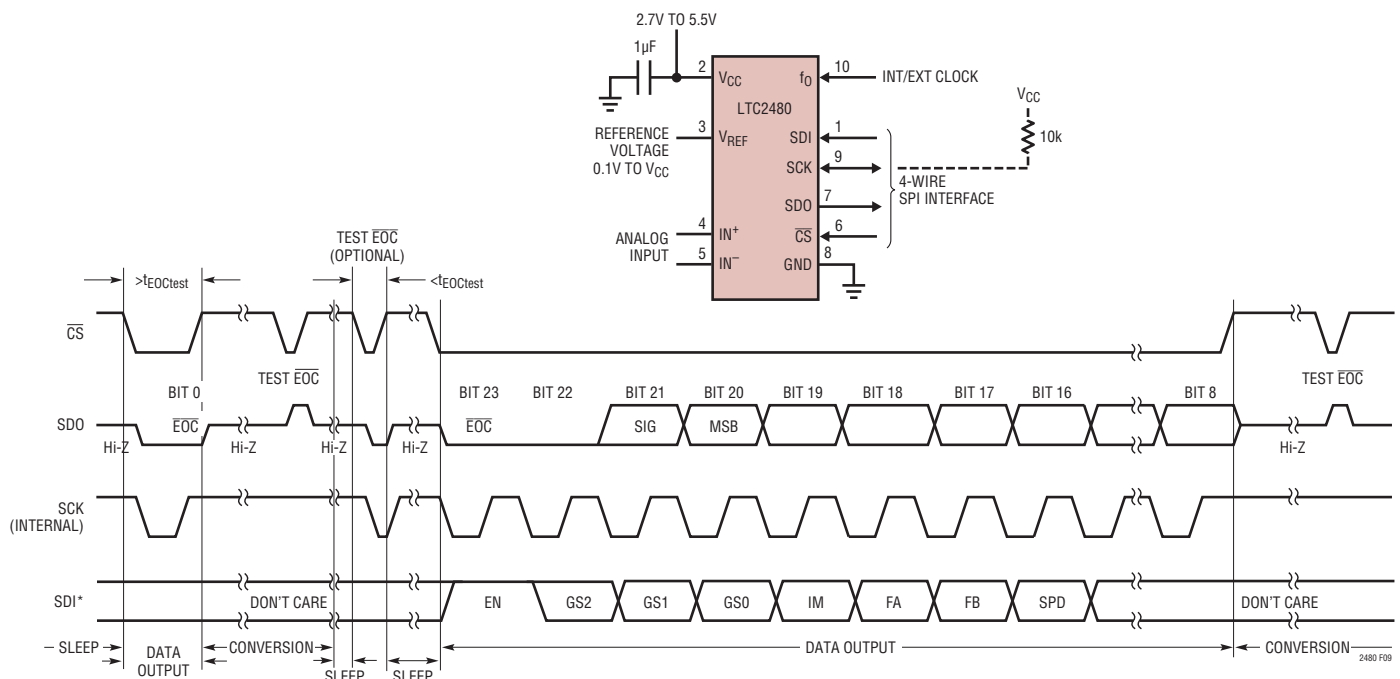 2.7V TO 5.5V
1µF
2
VCC
fO
10
INT/EXT CLOCK
LTC2480
VCC
10k
REFERENCE
VOLTAGE
0.1V TO VCC
3
VREF
SDI
1
SCK
9
SDO
7
CS
6
4-WIRE
SPI INTERFACE
ANALOG
INPUT
4
IN+
5
IN−
GND
8
TEST EOC
(OPTIONAL)
>tEOCtest
<tEOCtest
CS
BIT 0
TEST EOC
BIT 23
BIT 22
BIT 21
BIT 20
BIT 19
BIT 18
BIT 17
BIT 16
BIT 8
TEST EOC
SDO
EOC
EOC
SIG
MSB
Hi-Z
Hi-Z
Hi-Z
Hi-Z
Hi-Z
SCK
(INTERNAL)
SDI*
DON'T CARE
EN
GS2
GS1
GS0
IM
FA
FB
SPD
DON'T CARE
SLEEP
DATA
OUTPUT
CONVERSION
SLEEP
SLEEP
DATA OUTPUT
CONVERSION
2480 F09